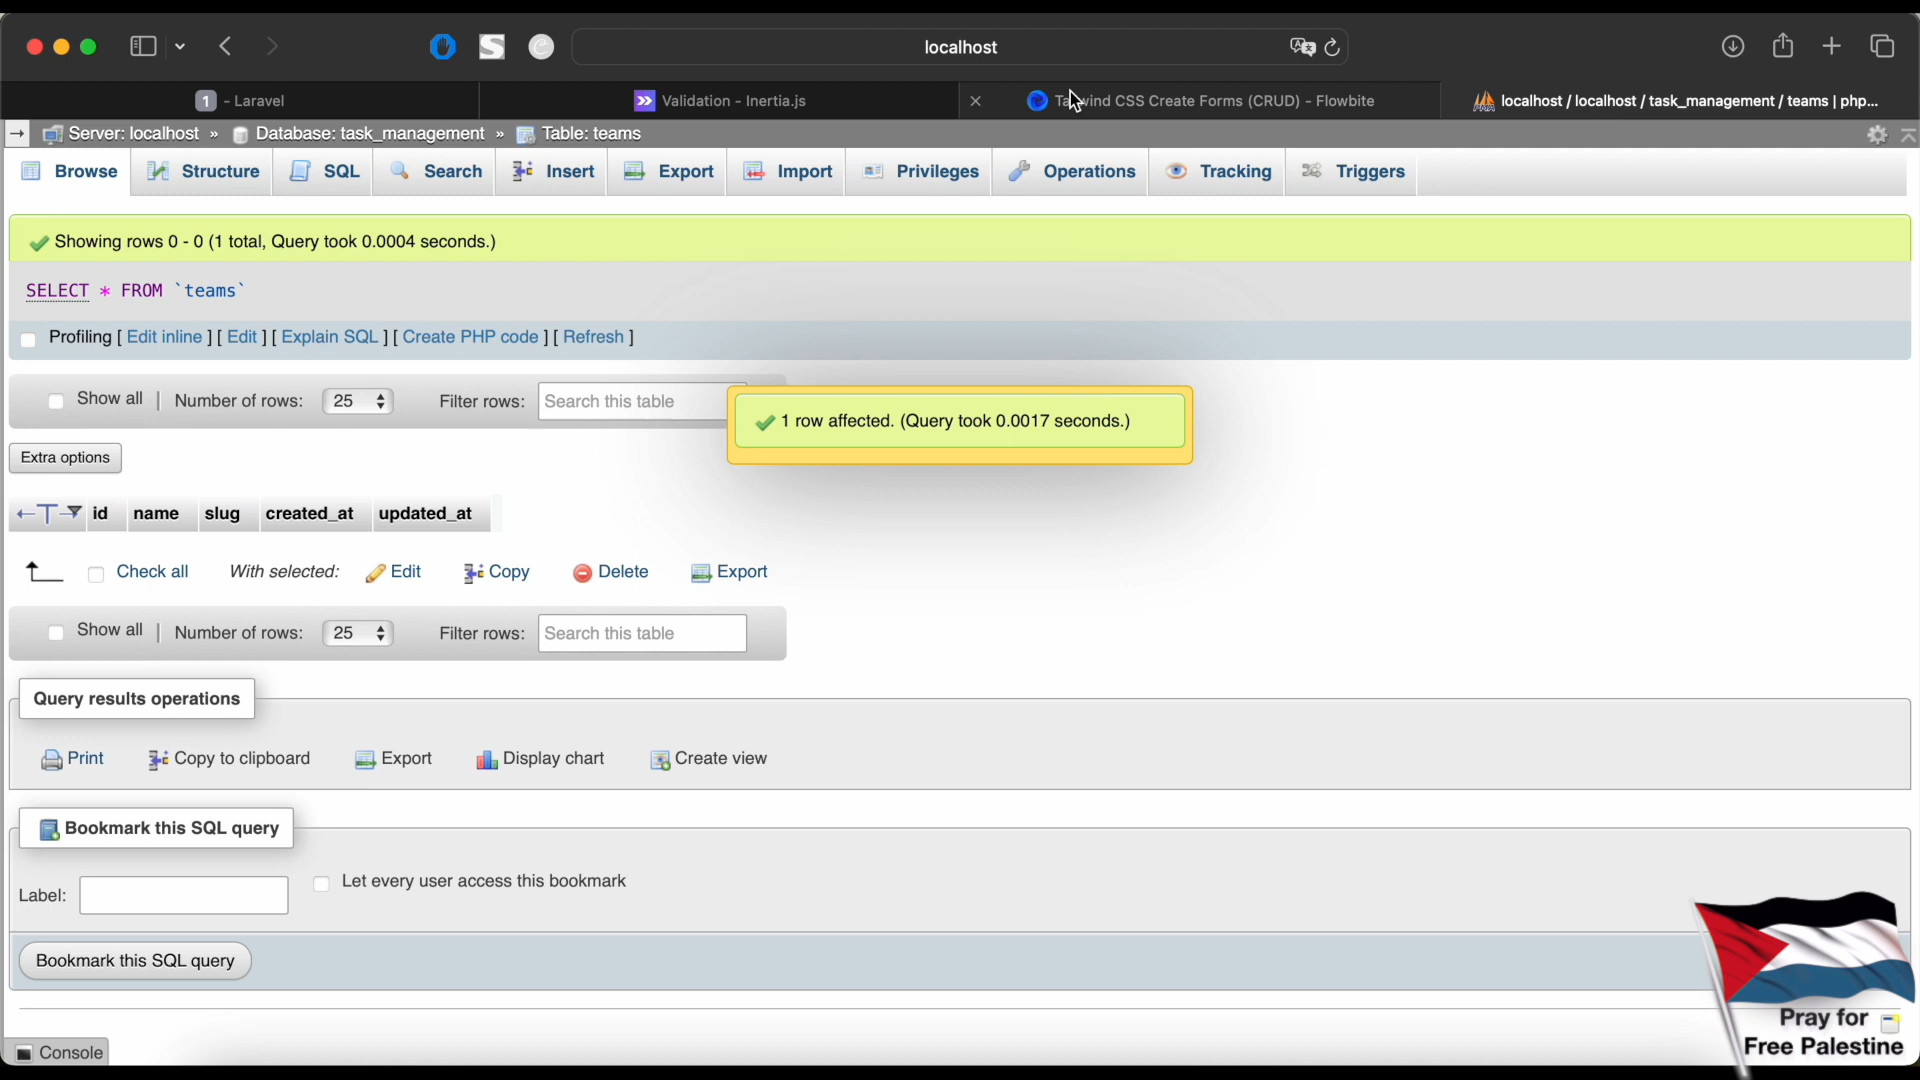 localhost
1 - Laravel
Validation - Inertia.js
Ta wind CSS Create Forms (CRUD) - Flowbite
localhost / localhost / task_management / teams | php...
Server: localhost » Database: task_management » Table: teams
Browse Structure SQL Search Insert Export Import Privileges Operations Tracking Triggers
Showing rows 0 - 0 (1 total, Query took 0.0004 seconds.)
SELECT * FROM `teams`
Profiling [ Edit inline ] [ Edit ] [ Explain SQL ] [ Create PHP code ] [ Refresh ]
Show all | Number of rows: 25 Filter rows: Search this table
1 row affected. (Query took 0.0017 seconds.)
Extra options
id name slug created_at updated_at
Check all With selected: Edit Copy Delete Export
Show all | Number of rows: 25 Filter rows: Search this table
Query results operations
Print Copy to clipboard Export Display chart Create view
Bookmark this SQL query
Label: Let every user access this bookmark
Bookmark this SQL query
Pray for
Free Palestine
Console